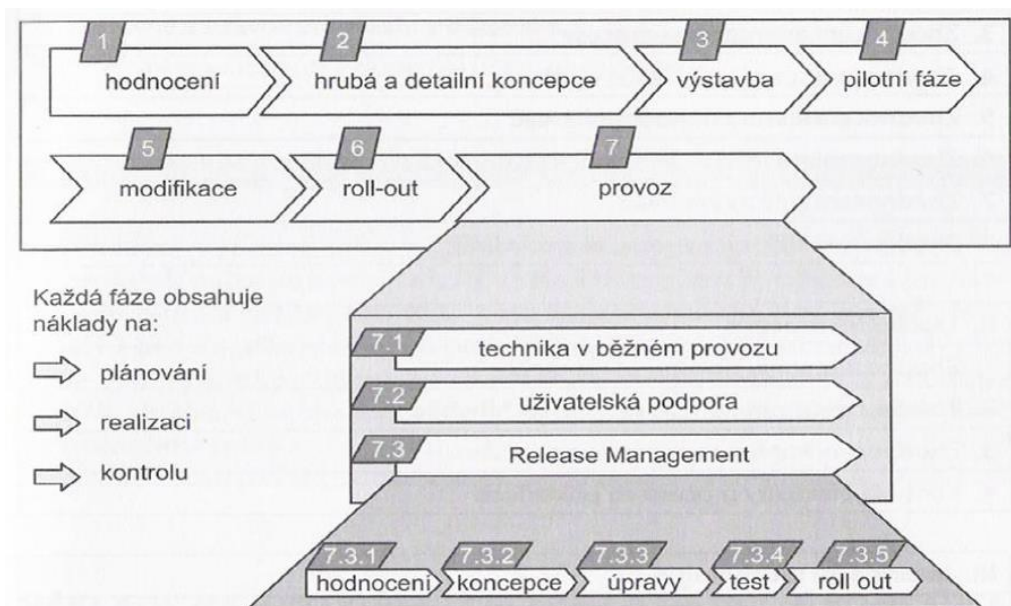 1
hodnocení
2
hrubá a detailní koncepce
3
výstavba
4
pilotní fáze
5
modifikace
6
roll-out
7
provoz
Každá fáze obsahuje
náklady na:
plánování
realizaci
kontrolu
7.1
technika v běžném provozu
7.2
uživatelská podpora
7.3
Release Management
7.3.1
hodnocení
7.3.2
koncepce
7.3.3
úpravy
7.3.4
test
7.3.5
roll out